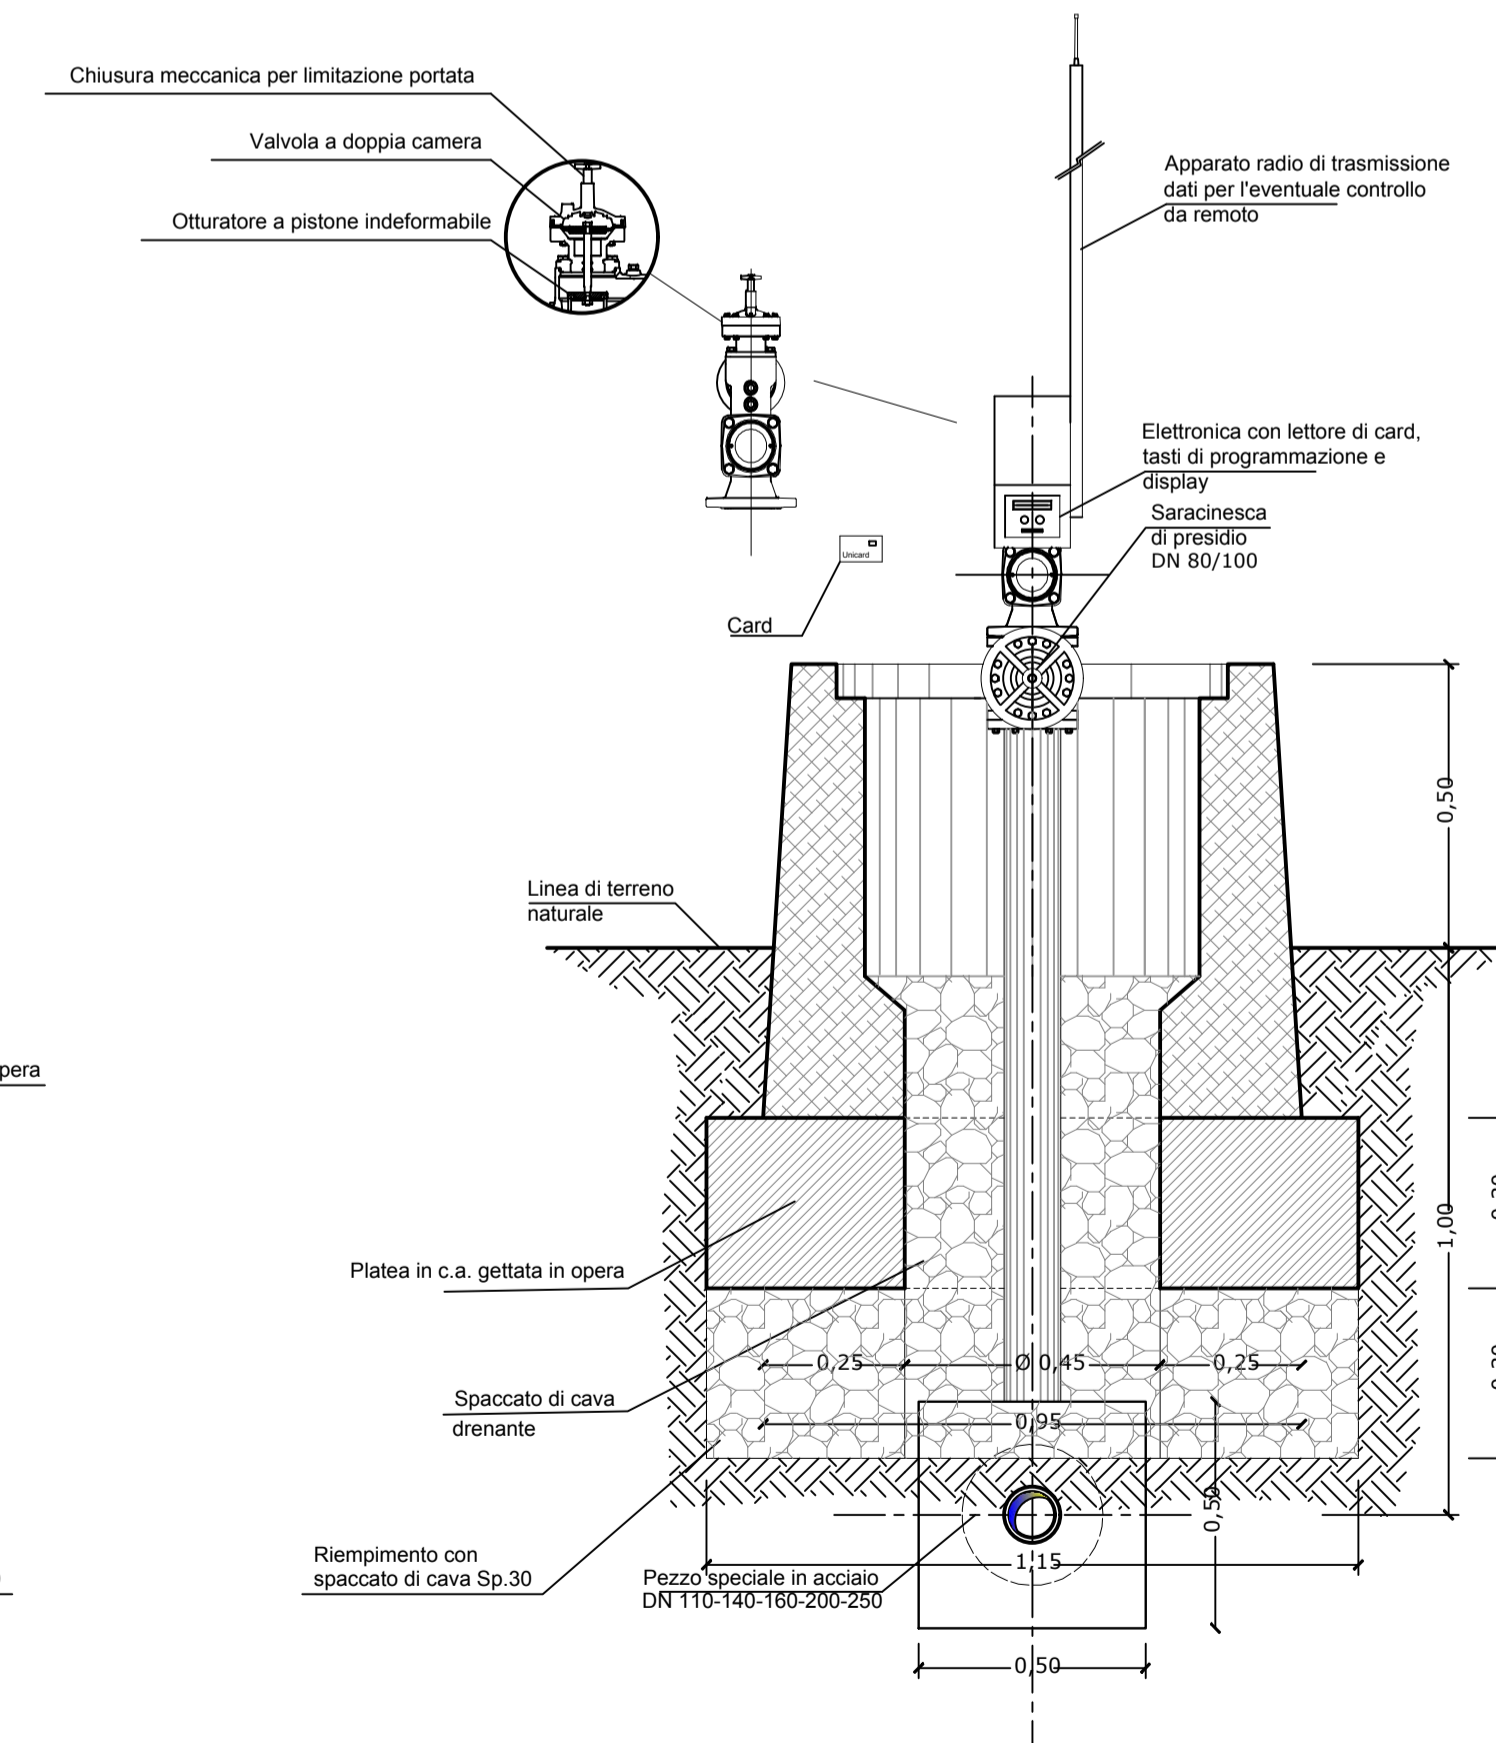 Chiusura meccanica per limitazione portata
Valvola a doppia camera
Otturatore a pistone indeformabile
Apparato radio di trasmissione
dati per l'eventuale controllo
da remoto
Elettronica con lettore di card,
tasti di programmazione e
display
Saracinesca
di presidio
DN 80/100
Unicard
Card
0,50
Linea di terreno
naturale
pera
1,00
Platea in c.a. gettata in opera
0,25
Ø 0,45
0,25
Spaccato di cava
drenante
0,95
0,50
Riempimento con
spaccato di cava Sp.30
1,15
Pezzo speciale in acciaio
DN 110-140-160-200-250
0,50